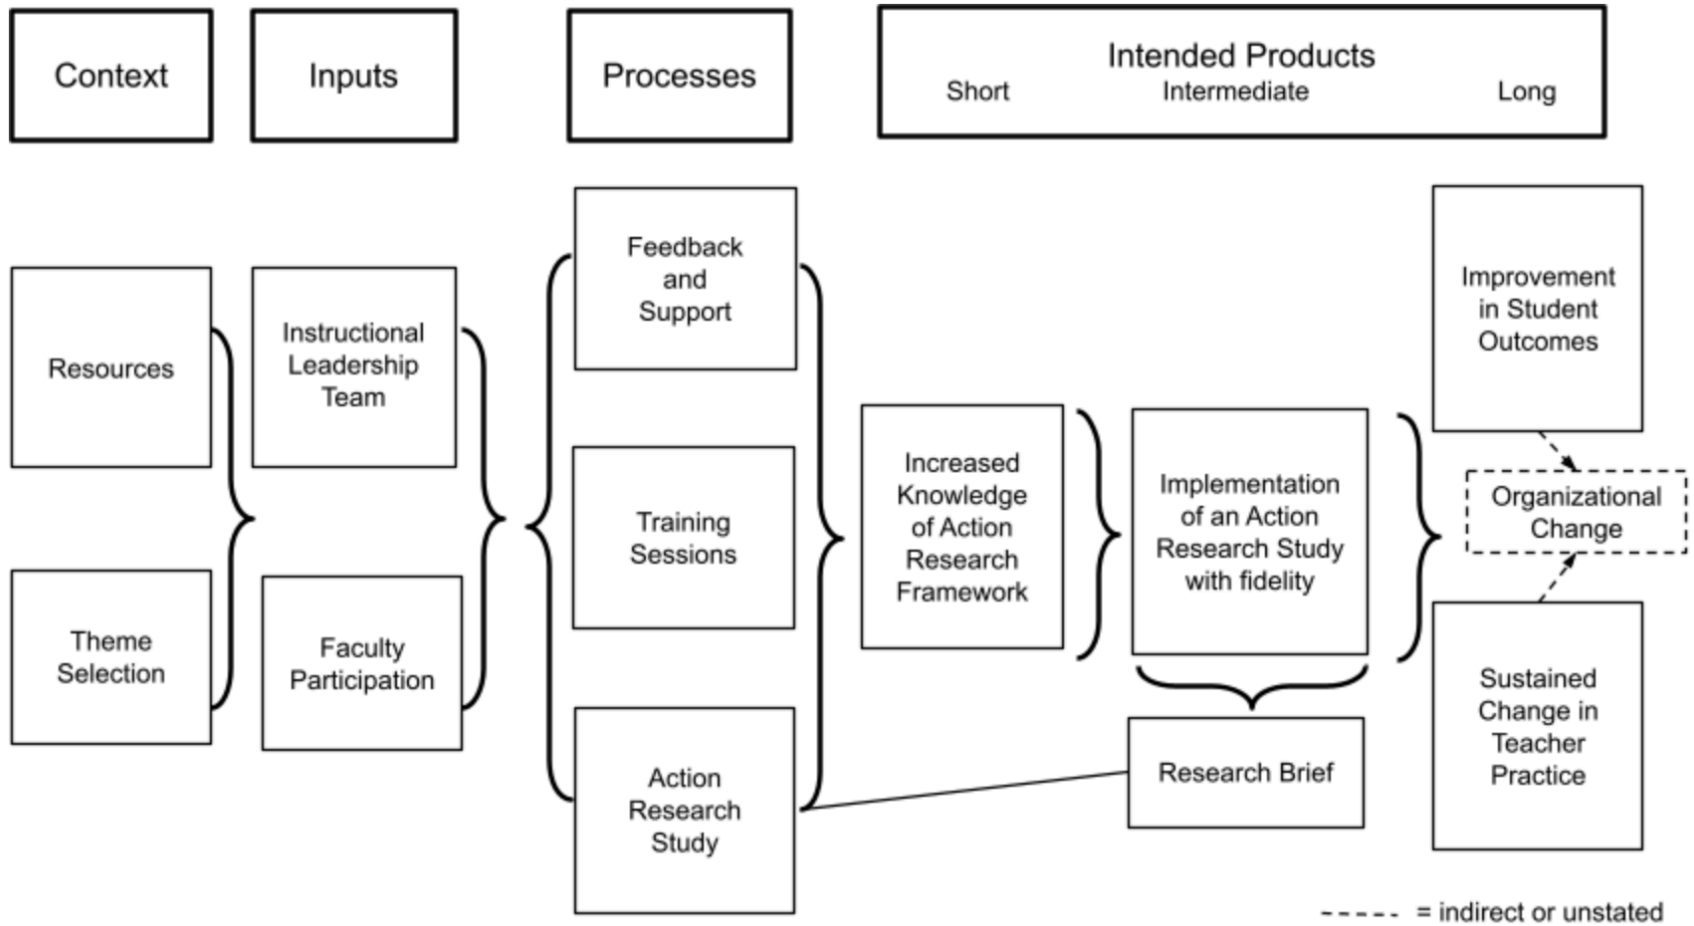 Context
Inputs
Processes
Intended Products
Short Intermediate Long
Resources
Theme
Selection
Instructional
Leadership
Team
Faculty
Participation
Feedback
and
Support
Training
Sessions
Action
Research
Study
Increased
Knowledge
of Action
Research
Framework
Implementation
of an Action
Research Study
with fidelity
Research Brief
Improvement
in Student
Outcomes
Organizational
Change
Sustained
Change in
Teacher
Practice
= indirect or unstated